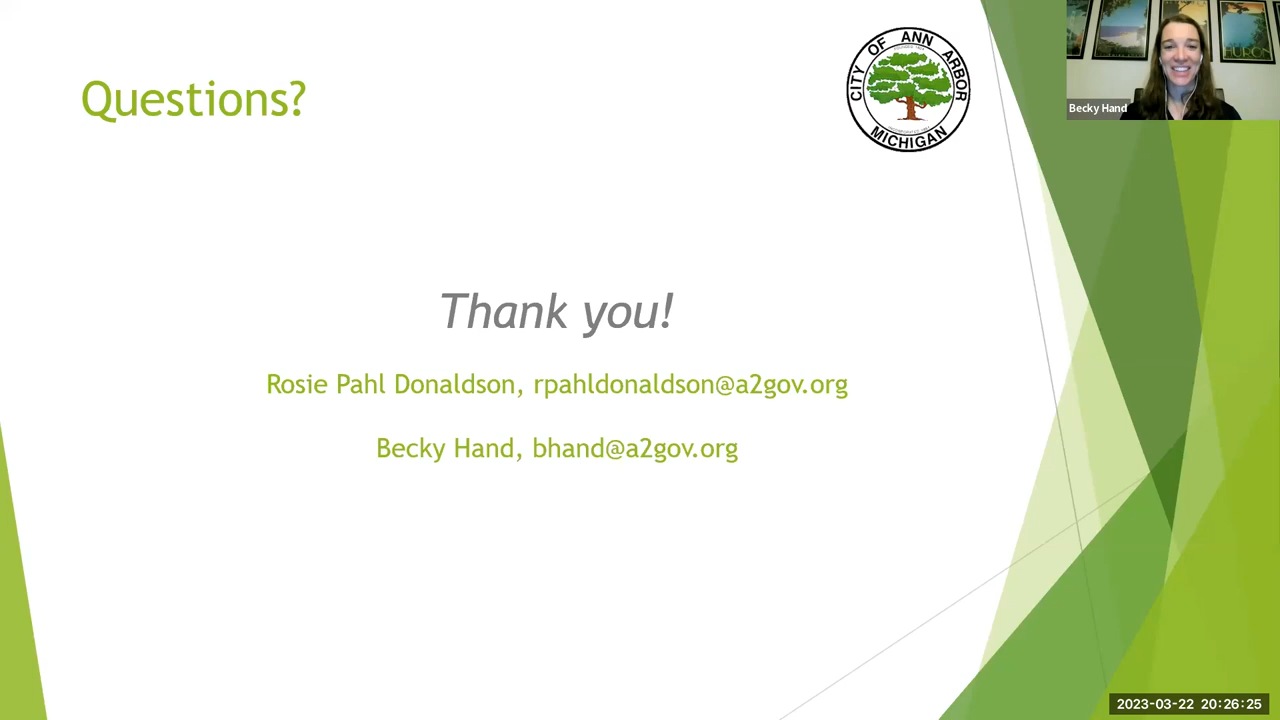 Questions?
CITY OF ANN ARBOR
MICHIGAN
HURON
Becky Hand
Thank you!
Rosie Pahl Donaldson, rpahldonaldson@a2gov.org
Becky Hand, bhand@a2gov.org
2023-03-22 20:26:25